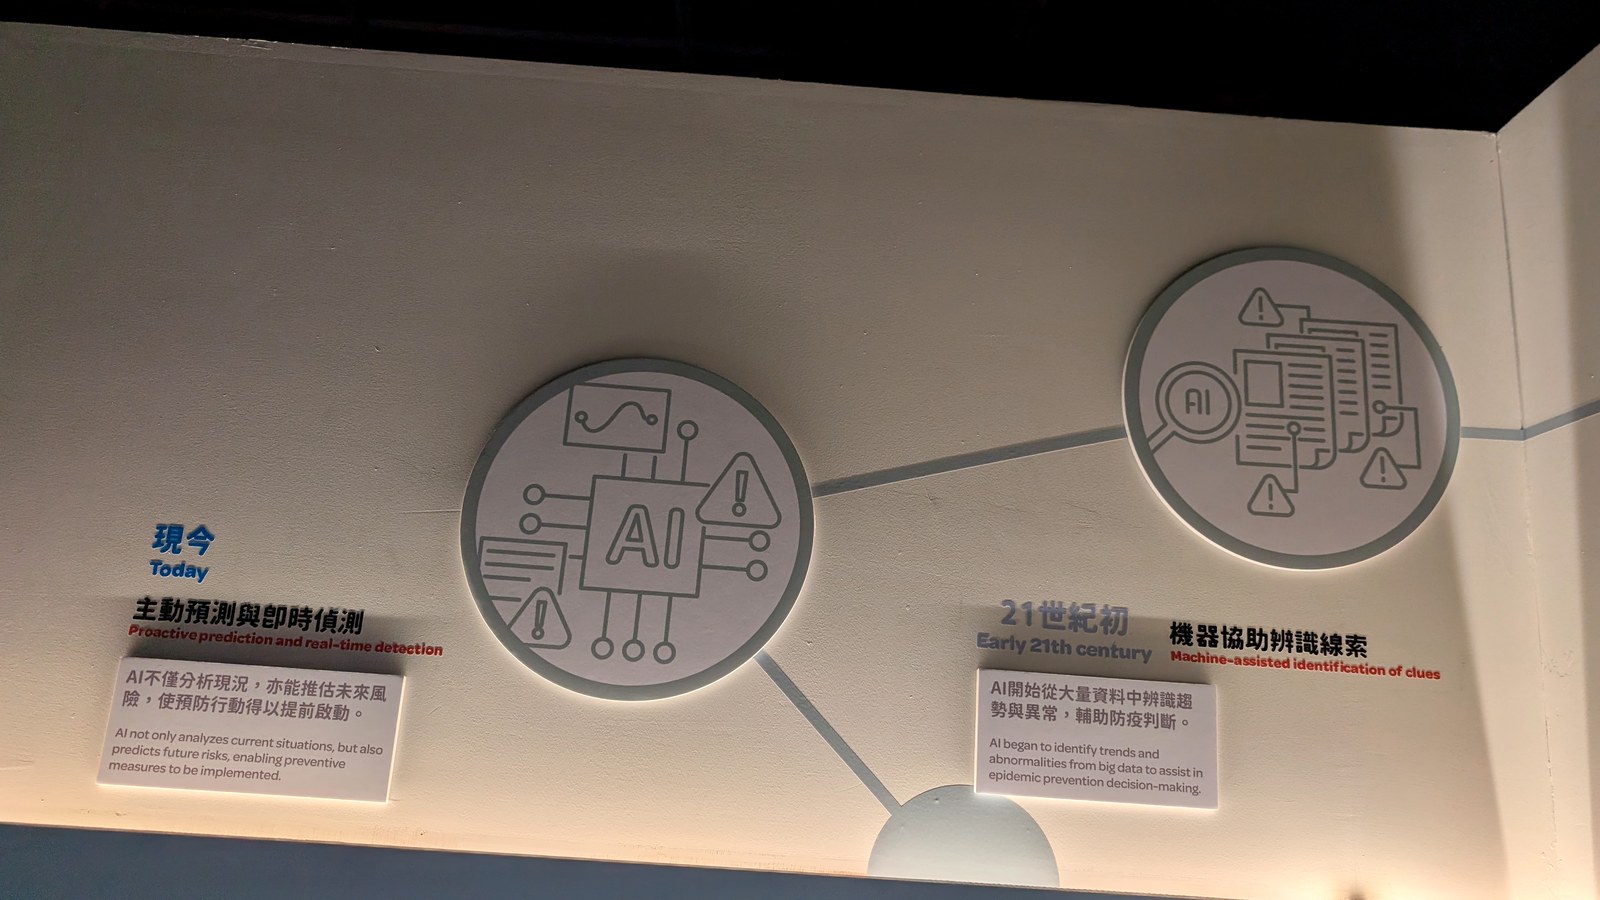 現今
Today
主動預測與即時偵測
Proactive prediction and real-time detection
AI不僅分析現況，亦能推估未來風
險，使預防行動得以提前啟動。
AI not only analyzes current situations, but also
predicts future risks, enabling preventive
measures to be implemented.
AI
AI
21世紀初
Early 21th century
機器協助辨識線索
Machine-assisted identification of clues
AI開始從大量資料中辨識趨
勢與異常，輔助防疫判斷。
AI began to identify trends and
abnormalities from big data to assist in
epidemic prevention decision-making.